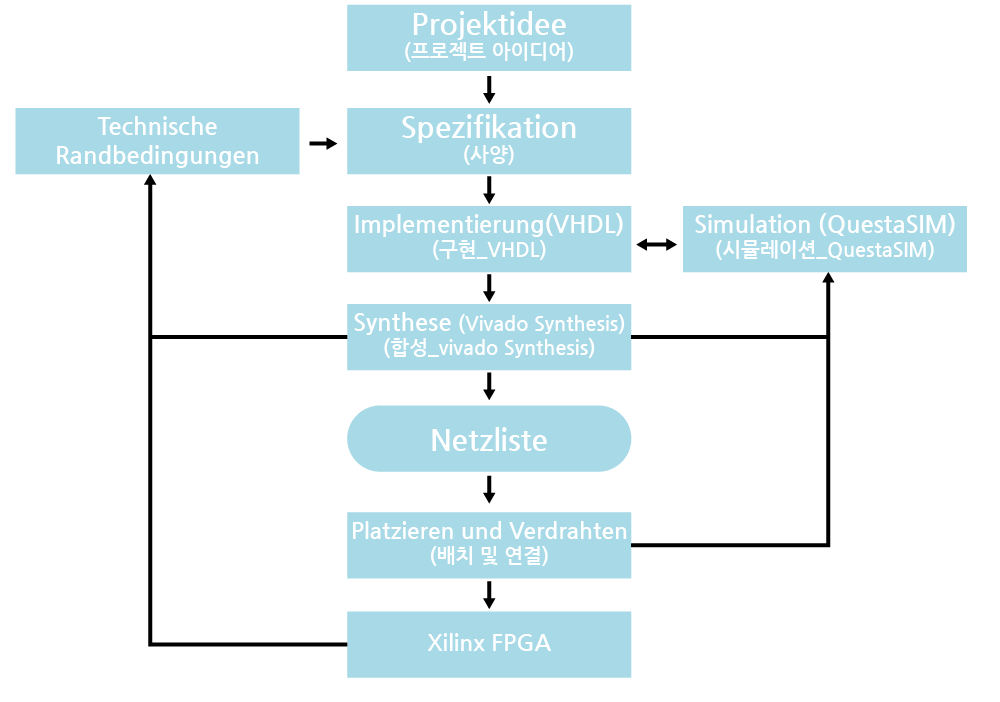 Projektidee
(프로젝트 아이디어)
Technische
Randbedingungen
Spezifikation
(사양)
Implementierung(VHDL)
(구현_VHDL)
Simulation (QuestaSIM)
(시뮬레이션_QuestaSIM)
Synthese (Vivado Synthesis)
(합성_vivado Synthesis)
Netzliste
Platzieren und Verdrahten
(배치 및 연결)
Xilinx FPGA